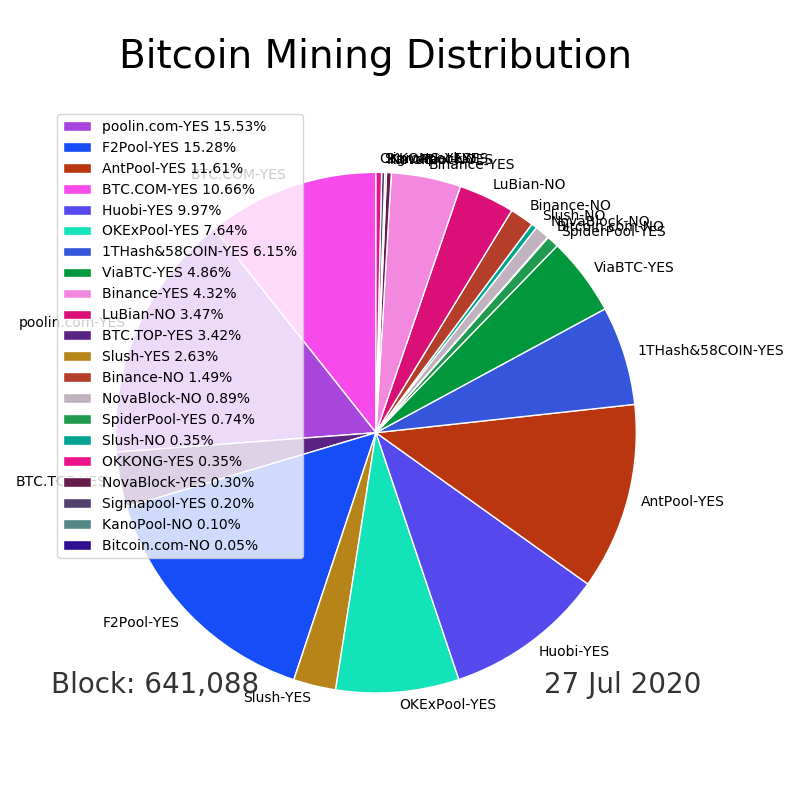 Bitcoin Mining Distribution
poolin.com-YES 15.53%
F2Pool-YES 15.28%
AntPool-YES 11.61%
BTC.COM-YES 10.66%
Huobi-YES 9.97%
OKExPool-YES 7.64%
1THash&58COIN-YES 6.15%
ViaBTC-YES 4.86%
Binance-YES 4.32%
LuBian-NO 3.47%
BTC.TOP-YES 3.42%
Slush-YES 2.63%
Binance-NO 1.49%
NovaBlock-NO 0.89%
SpiderPool-YES 0.74%
Slush-NO 0.35%
OKKONG-YES 0.35%
NovaBlock-YES 0.30%
Sigmapool-YES 0.20%
KanoPool-NO 0.10%
Bitcoin.com-NO 0.05%
Binance-YES
LuBian-NO
Binance-NO
Slush-NO
NovaBlock-NO
Bitcoin.com-NO
SpiderPool-YES
ViaBTC-YES
1THash&58COIN-YES
AntPool-YES
Huobi-YES
OKExPool-YES
Slush-YES
F2Pool-YES
BTC.TOP-YES
poolin.com-YES
BTC.COM-YES
Block: 641,088
27 Jul 2020